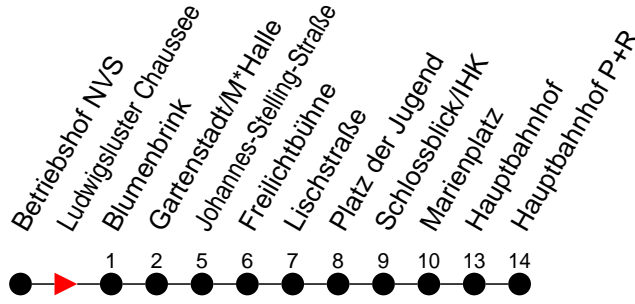 Betriebshof NVS
Ludwigsluster Chaussee
Blumenbrink
Gartenstadt/M*Halle
Johannes-Stelling-Straße
Freilichtbühne
Lischstraße
Platz der Jugend
Schlossblick/IHK
Marienplatz
Hauptbahnhof
Hauptbahnhof P+R
1 2 5 6 7 8 9 10 13 14